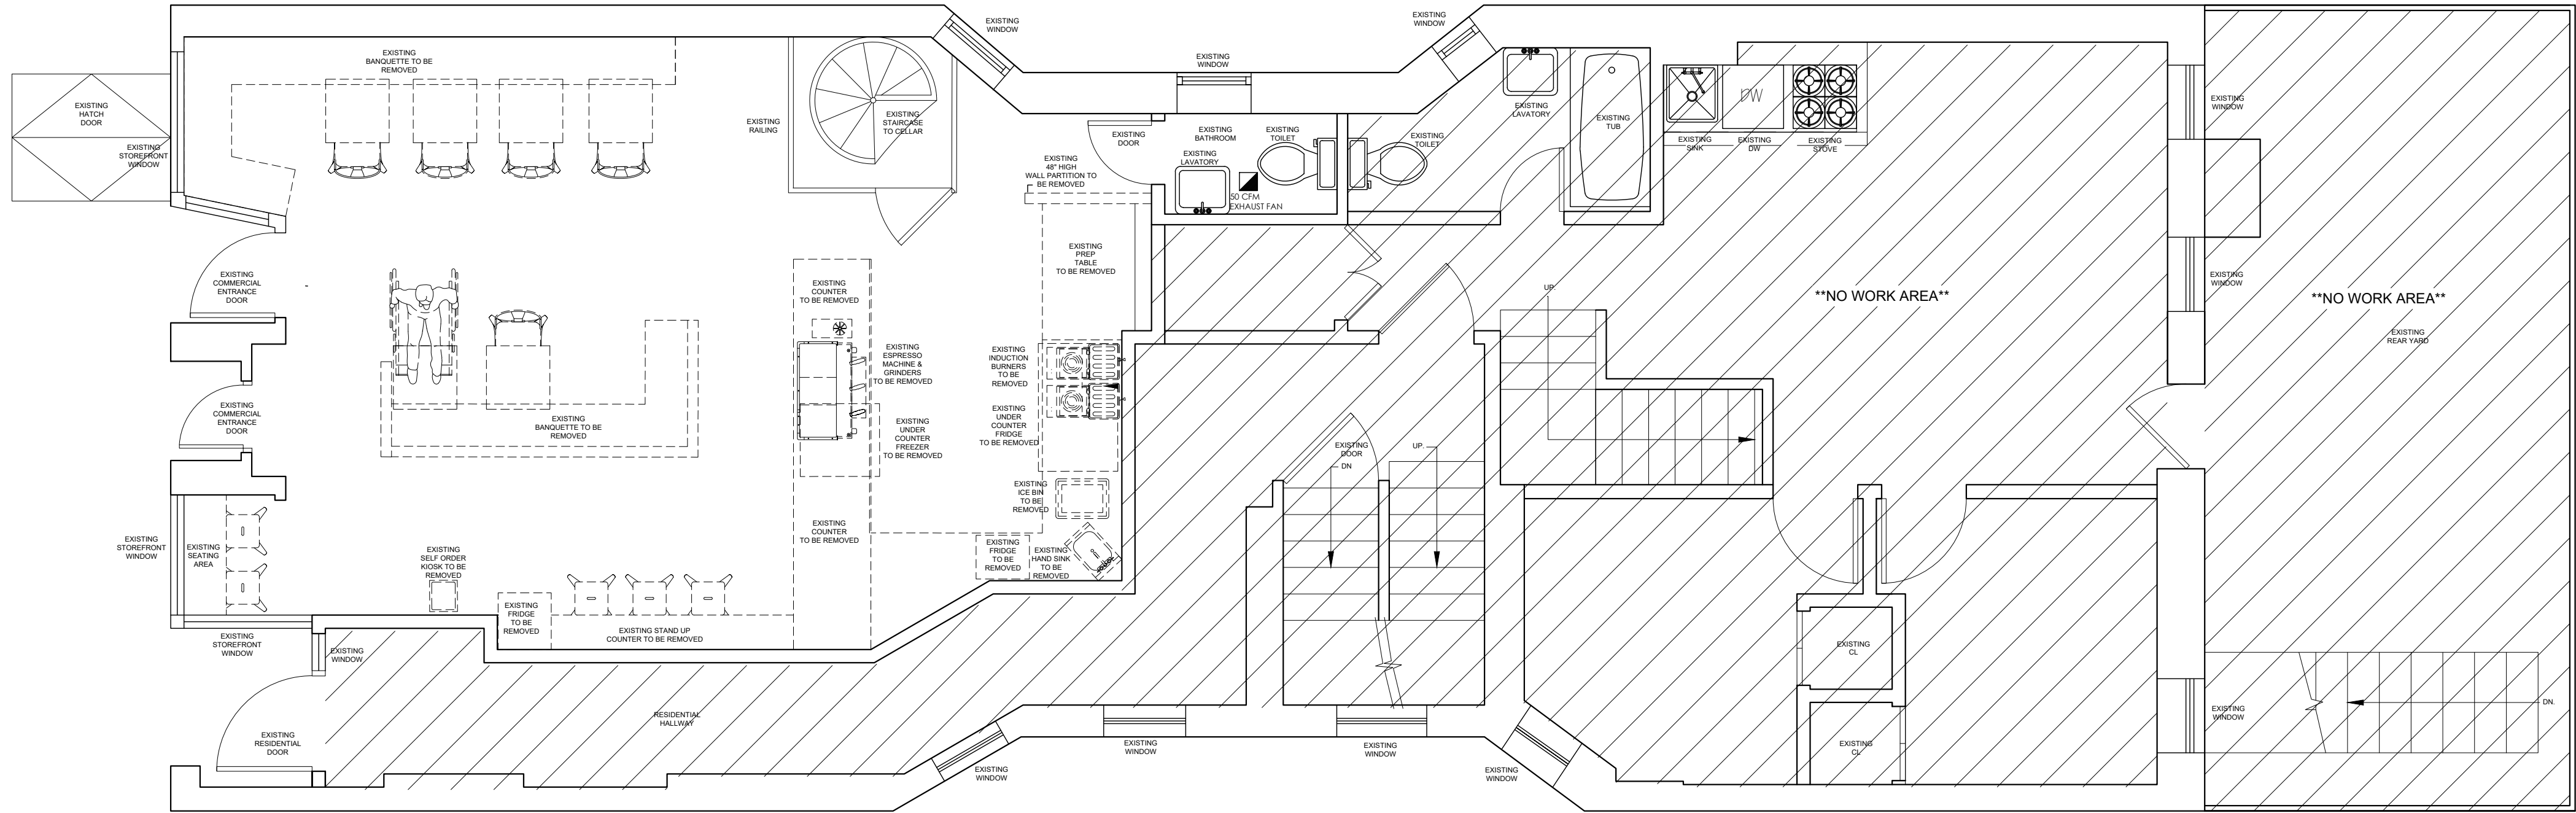 EXISTING
WINDOW
EXISTING
WINDOW
EXISTING
BANQUETTE TO BE
REMOVED
EXISTING
WINDOW
EXISTING
HATCH
DOOR
EXISTING
STOREFRONT
WINDOW
EXISTING
RAILING
EXISTING
STAIRCASE
TO CELLAR
EXISTING
DOOR
EXISTING
BATHROOM
EXISTING
TOILET
EXISTING
LAVATORY
50 CFM
EXHAUST FAN
EXISTING
TOILET
EXISTING
LAVATORY
EXISTING
TUB
DW
EXISTING
SINK
EXISTING
DW
EXISTING
STOVE
EXISTING
WINDOW
EXISTING
48" HIGH
WALL PARTITION TO
BE REMOVED
EXISTING
PREP
TABLE
TO BE REMOVED
EXISTING
COMMERCIAL
ENTRANCE
DOOR
EXISTING
COUNTER
TO BE REMOVED
UP.
**NO WORK AREA**
EXISTING
WINDOW
**NO WORK AREA**
EXISTING
REAR YARD
EXISTING
ESPRESSO
MACHINE &
GRINDERS
TO BE REMOVED
EXISTING
INDUCTION
BURNERS
TO BE
REMOVED
EXISTING
COMMERCIAL
ENTRANCE
DOOR
EXISTING
BANQUETTE TO BE
REMOVED
EXISTING
UNDER
COUNTER
FREEZER
TO BE REMOVED
EXISTING
UNDER
COUNTER
FRIDGE
TO BE REMOVED
EXISTING
DOOR
DN
UP.
EXISTING
ICE BIN
TO BE
REMOVED
EXISTING
STOREFRONT
WINDOW
EXISTING
SEATING
AREA
EXISTING
SELF ORDER
KIOSK TO BE
REMOVED
EXISTING
COUNTER
TO BE REMOVED
EXISTING
FRIDGE
TO BE
REMOVED
EXISTING
HAND SINK
TO BE
REMOVED
EXISTING
FRIDGE
TO BE
REMOVED
EXISTING STAND UP
COUNTER TO BE REMOVED
EXISTING
STOREFRONT
WINDOW
EXISTING
WINDOW
EXISTING
CL
RESIDENTIAL
HALLWAY
EXISTING
RESIDENTIAL
DOOR
EXISTING
WINDOW
EXISTING
WINDOW
EXISTING
WINDOW
EXISTING
WINDOW
EXISTING
CL
EXISTING
WINDOW
DN.